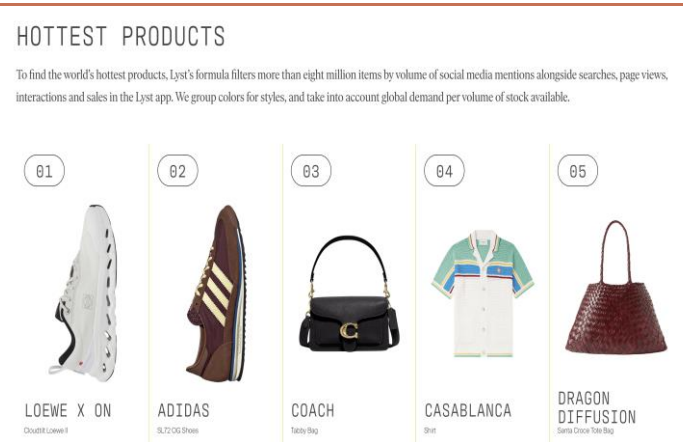 HOTTEST PRODUCTS
To find the world's hottest products, Lyst's formula filters more than eight million items by volume of social media mentions alongside searches, page views,
interactions and sales in the Lyst app. We group colors for styles, and take into account global demand per volume of stock available.
01
02
03
04
05
LOEWE X ON
Cloudtilt Loewe II
ADIDAS
SL72 OG Shoes
COACH
Tabby Bag
CASABLANCA
Shirt
DRAGON
DIFFUSION
Santa Croce Tote Bag